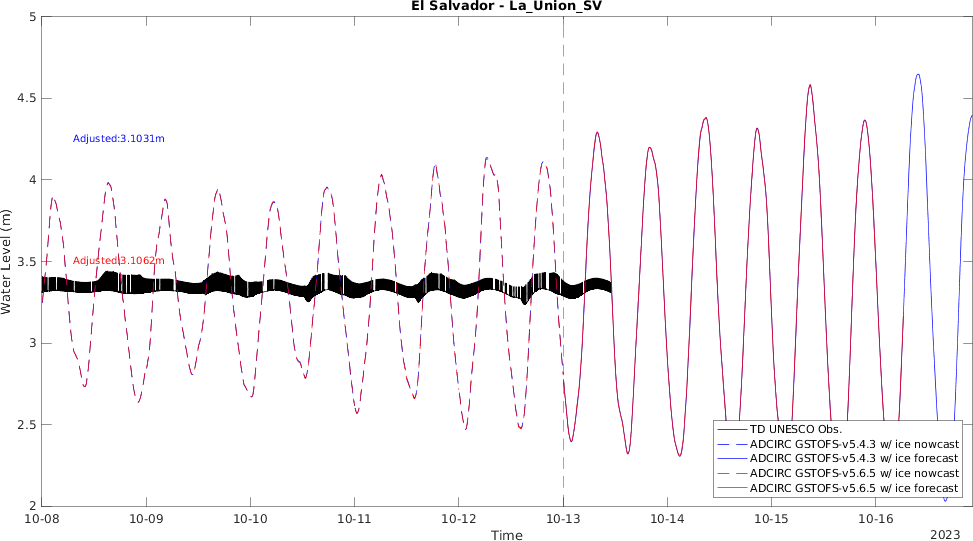 El Salvador - La_Union_SV
Water Level (m)
5
4.5
4
3.5
3
2.5
2
Adjusted:3.1031m
Adjusted:3.1062m
TD UNESCO Obs.
ADCIRC GSTOFS-v5.4.3 w/ ice nowcast
ADCIRC GSTOFS-v5.4.3 w/ ice forecast
ADCIRC GSTOFS-v5.6.5 w/ ice nowcast
ADCIRC GSTOFS-v5.6.5 w/ ice forecast
10-08 10-09 10-10 10-11 10-12 10-13 10-14 10-15 10-16
Time
2023